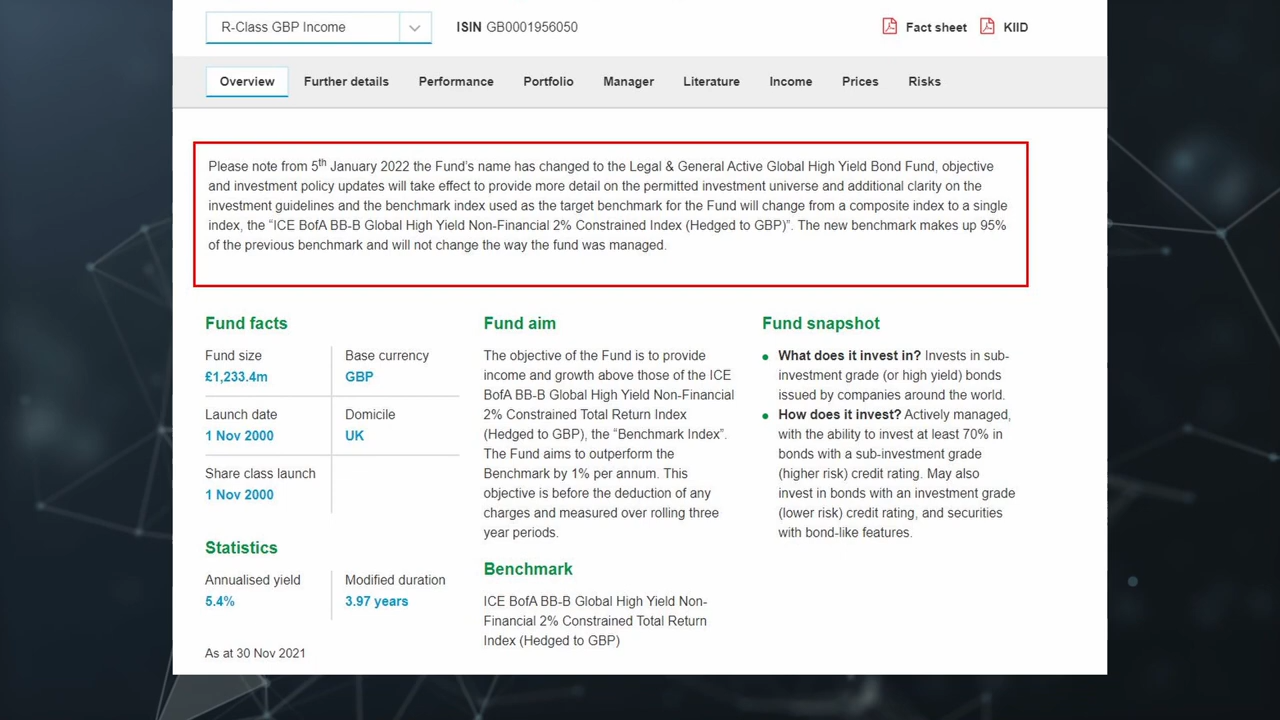 R-Class GBP Income
ISIN GB0001956050
Fact sheet
KIID
Overview
Further details
Performance
Portfolio
Manager
Literature
Income
Prices
Risks
Please note from 5th January 2022 the Fund's name has changed to the Legal & General Active Global High Yield Bond Fund, objective
and investment policy updates will take effect to provide more detail on the permitted investment universe and additional clarity on the
investment guidelines and the benchmark index used as the target benchmark for the Fund will change from a composite index to a single
index, the “ICE BofA BB-B Global High Yield Non-Financial 2% Constrained Index (Hedged to GBP)”. The new benchmark makes up 95%
of the previous benchmark and will not change the way the fund was managed.
Fund facts
Fund size
£1,233.4m
Base currency
GBP
Launch date
1 Nov 2000
Domicile
UK
Share class launch
1 Nov 2000
Statistics
Annualised yield
5.4%
Modified duration
3.97 years
As at 30 Nov 2021
Fund aim
The objective of the Fund is to provide
income and growth above those of the ICE
BofA BB-B Global High Yield Non-Financial
2% Constrained Total Return Index
(Hedged to GBP), the “Benchmark Index”.
The Fund aims to outperform the
Benchmark by 1% per annum. This
objective is before the deduction of any
charges and measured over rolling three
year periods.
Benchmark
ICE BofA BB-B Global High Yield Non-
Financial 2% Constrained Total Return
Index (Hedged to GBP)
Fund snapshot
What does it invest in? Invests in sub-
investment grade (or high yield) bonds
issued by companies around the world.
How does it invest? Actively managed,
with the ability to invest at least 70% in
bonds with a sub-investment grade
(higher risk) credit rating. May also
invest in bonds with an investment grade
(lower risk) credit rating, and securities
with bond-like features.